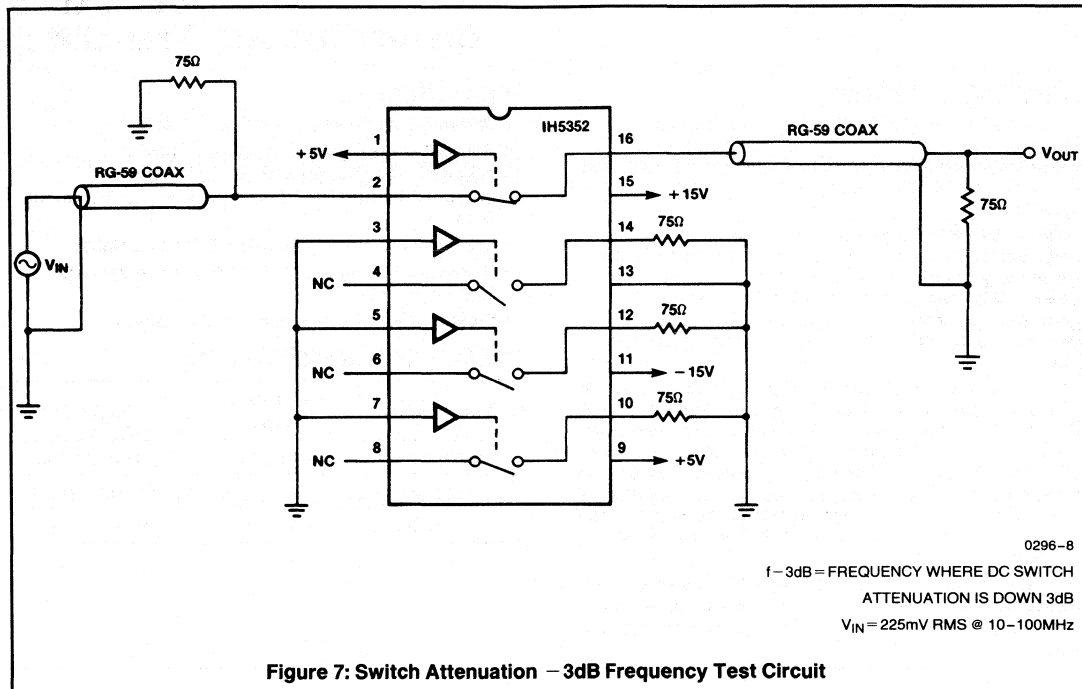 75Ω
IH5352
1
+5V
16
RG-59 COAX
VOUT
RG-59 COAX
2
15
+15V
75Ω
3
14
75Ω
VIN
NC
4
13
5
12
75Ω
NC
6
11
−15V
7
10
75Ω
NC
8
9
+5V
0296–8
f−3dB=FREQUENCY WHERE DC SWITCH
ATTENUATION IS DOWN 3dB
VIN=225mV RMS @ 10–100MHz
Figure 7: Switch Attenuation −3dB Frequency Test Circuit